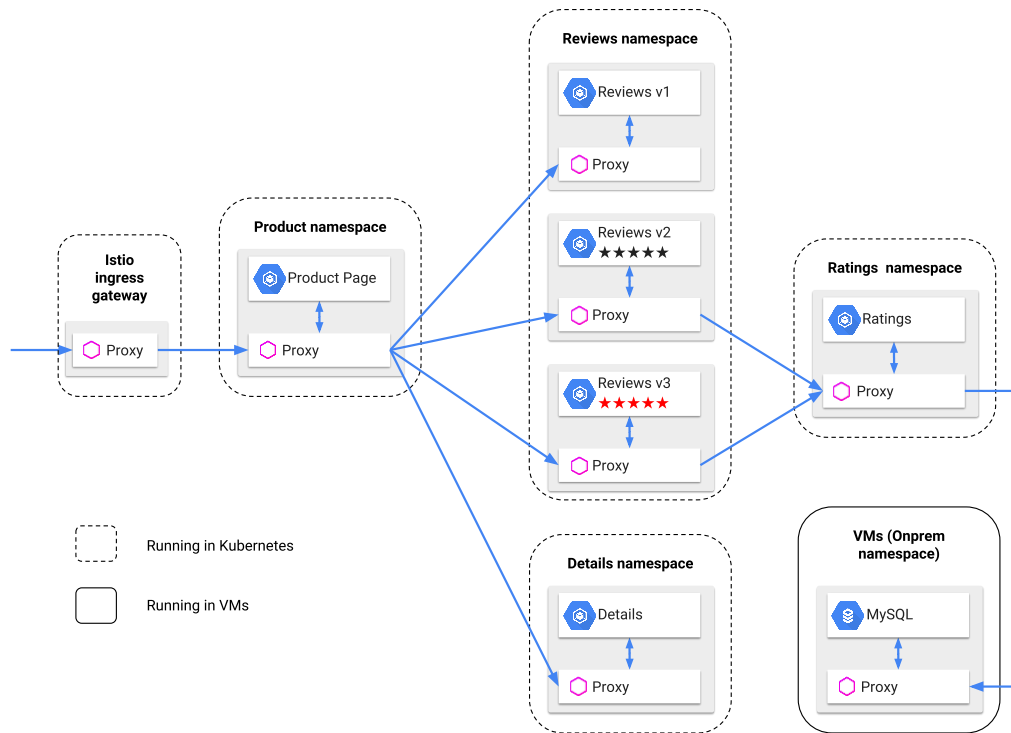 Istio
ingress
gateway
Proxy
Product namespace
Product Page
Proxy
Reviews namespace
Reviews v1
Proxy
Reviews v2
★★★★★
Proxy
Reviews v3
★★★★★
Proxy
Ratings namespace
Ratings
Proxy
Running in Kubernetes
Running in VMs
Details namespace
Details
Proxy
VMs (Onprem
namespace)
MySQL
Proxy